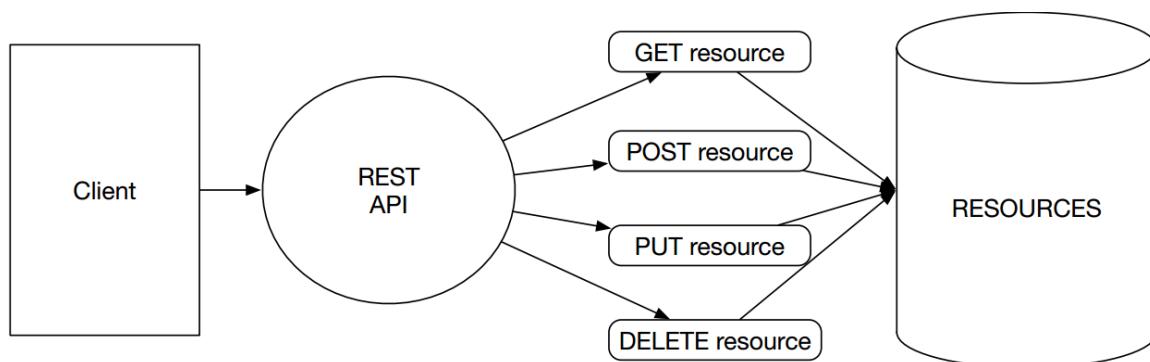 Client
REST
API
GET resource
POST resource
PUT resource
DELETE resource
RESOURCES